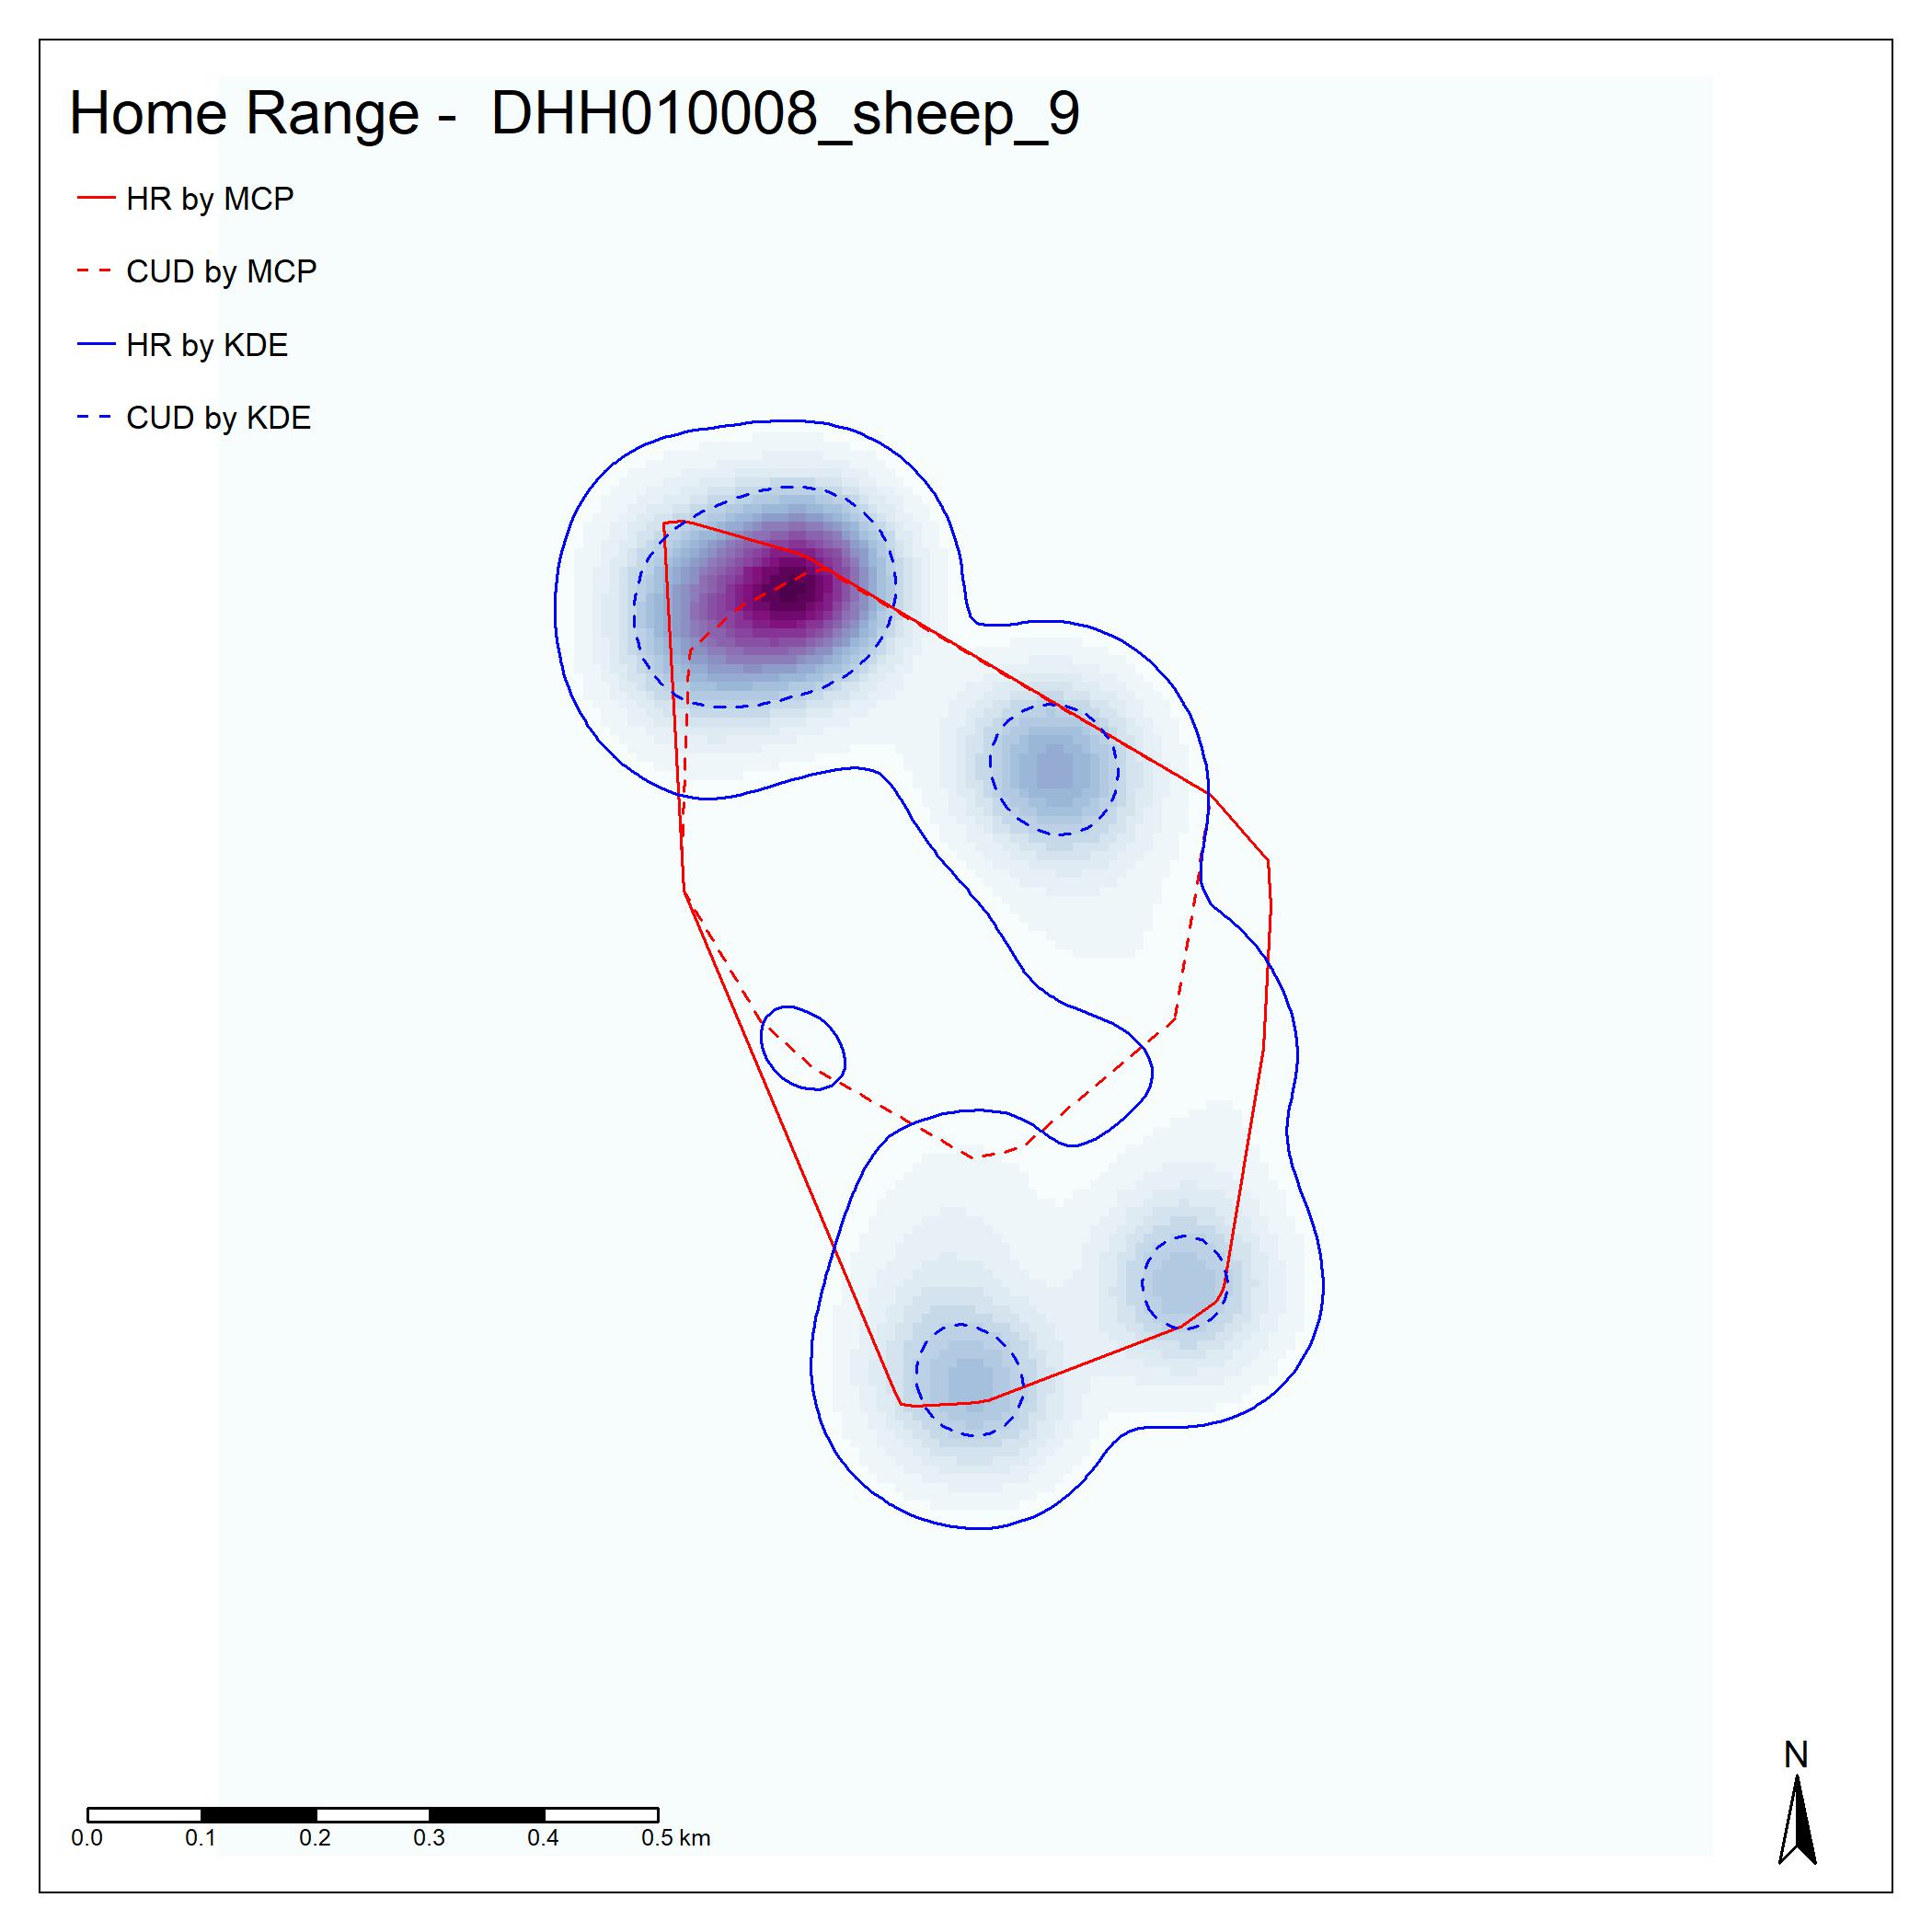 Home Range -  DHH010008_sheep_9
HR by MCP
CUD by MCP
HR by KDE
CUD by KDE
N
0.0 0.1 0.2 0.3 0.4 0.5 km